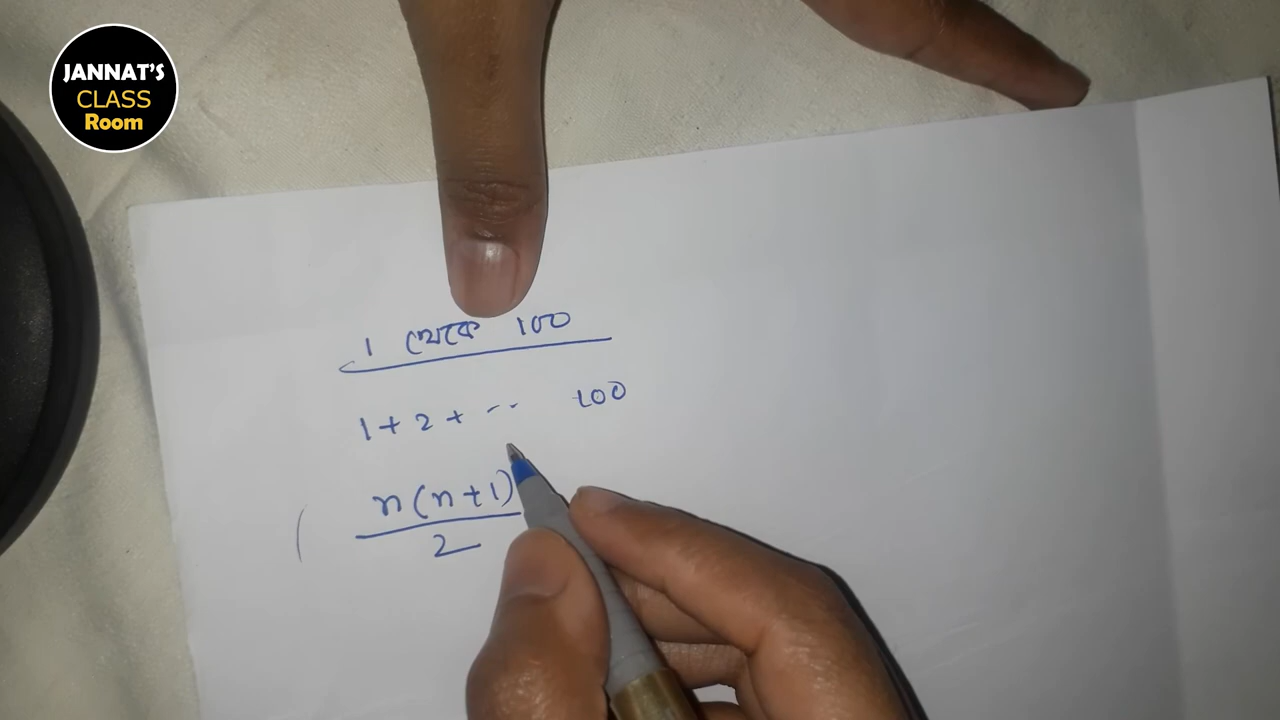 JANNAT'S
CLASS
Room
1 থেকে 100
1 + 2 + -- 100
( n(n+1)
2